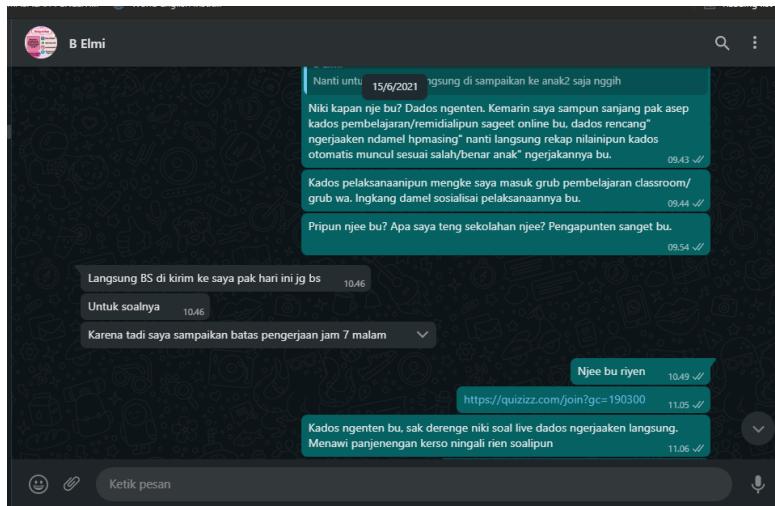 B Elmi
Nanti untu ngsung di sampaikan ke anak2 saja nggih
15/6/2021
Niki kapan nje bu? Dados ngenten. Kemarin saya sampun sanjang pak asep
kados pembelajaran/remidialipun sageet online bu, dados rencang"
ngerjaaken ndamel hpmasing" nanti langsung rekap nilainipun kados
otomatis muncul sesuai salah/benar anak" ngerjakannya bu.
09.43
Kados pelaksanaanipun mengke saya masuk grub pembelajaran classroom/
grub wa. Ingkang damel sosialisai pelaksanaannya bu.
09.44
Pripun njee bu? Apa saya teng sekolahan njee? Pengapunten sanget bu.
09.54
Langsung BS di kirim ke saya pak hari ini jg bs
10.46
Untuk soalnya
10.46
Karena tadi saya sampaikan batas pengerjaan jam 7 malam
Njee bu riyen
10.49
https://quizizz.com/join?gc=190300
11.05
Kados ngenten bu, sak derenge niki soal live dados ngerjaaken langsung.
Menawi panjenengan kerso ningali rien soalipun
11.06
Ketik pesan